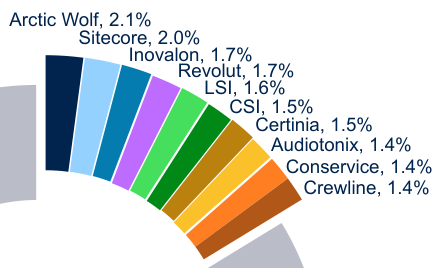 Arctic Wolf, 2.1%
Sitecore, 2.0%
Inovalon, 1.7%
Revolut, 1.7%
LSI, 1.6%
CSI, 1.5%
Certinia, 1.5%
Audiotonix, 1.4%
Conservice, 1.4%
Crewline, 1.4%